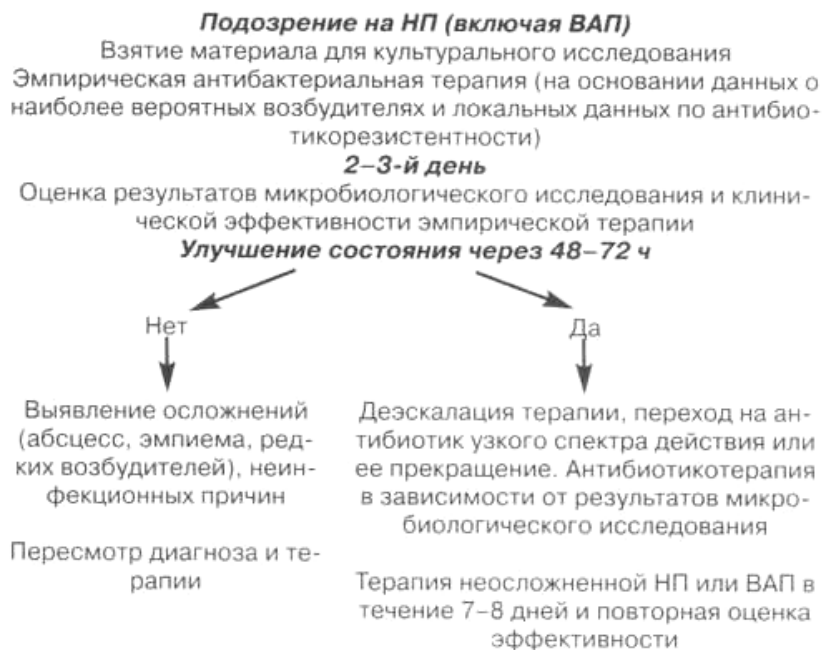 Подозрение на НП (включая ВАП)
Взятие материала для культурального исследования
Эмпирическая антибактериальная терапия (на основании данных о
наиболее вероятных возбудителях и локальных данных по антибио-
тикорезистентности)
2–3-й день
Оценка результатов микробиологического исследования и клини-
ческой эффективности эмпирической терапии
Улучшение состояния через 48–72 ч
Нет
Выявление осложнений
(абсцесс, эмпиема, ред-
ких возбудителей), неин-
фекционных причин
Пересмотр диагноза и те-
рапии
Да
Деэскалация терапии, переход на ан-
тибиотик узкого спектра действия или
ее прекращение. Антибиотикотерапия
в зависимости от результатов микро-
биологического исследования
Терапия неосложненной НП или ВАП в
течение 7–8 дней и повторная оценка
эффективности